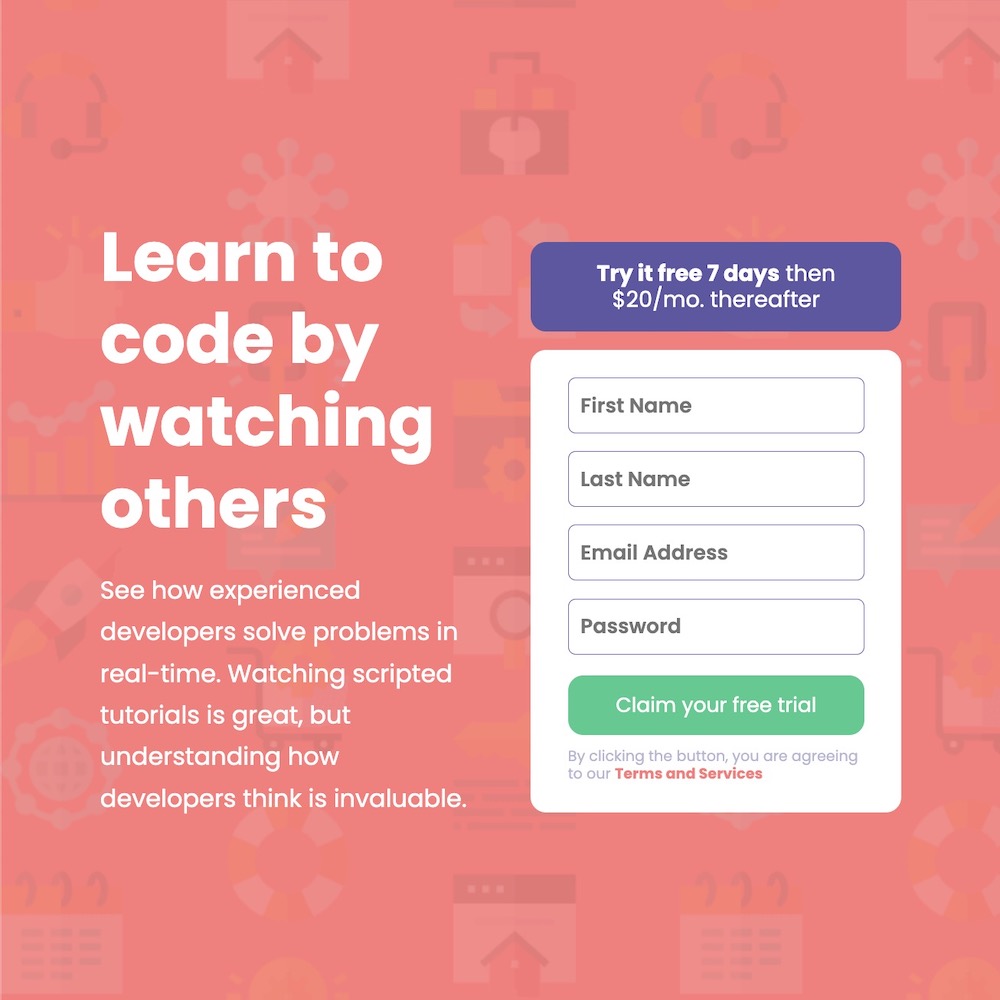 Learn to
code by
watching
others
See how experienced
developers solve problems in
real-time. Watching scripted
tutorials is great, but
understanding how
developers think is invaluable.
Try it free 7 days then
$20/mo. thereafter
First Name
Last Name
Email Address
Password
Claim your free trial
By clicking the button, you are agreeing
to our Terms and Services